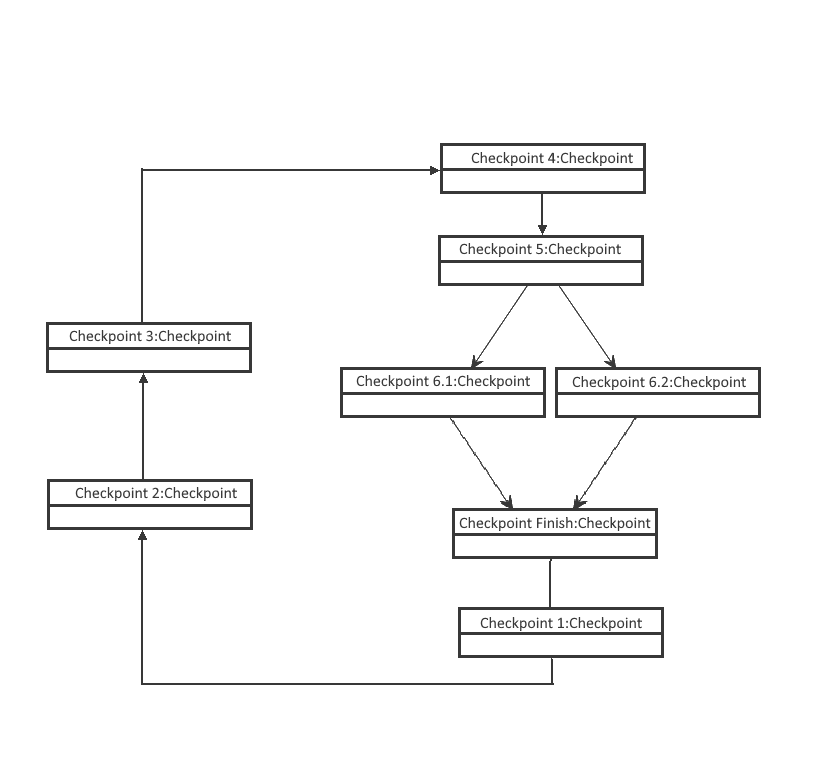 Checkpoint 4:Checkpoint
Checkpoint 5:Checkpoint
Checkpoint 3:Checkpoint
Checkpoint 6.1:Checkpoint
Checkpoint 6.2:Checkpoint
Checkpoint 2:Checkpoint
Checkpoint Finish:Checkpoint
Checkpoint 1:Checkpoint